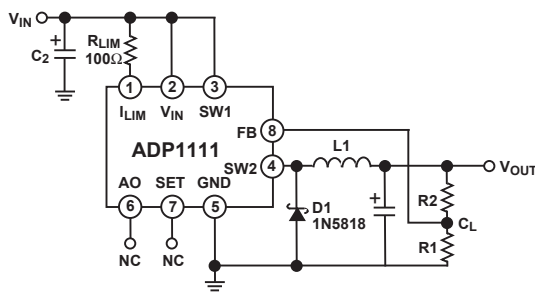 VIN
+
C2
RLIM
100Ω
1
2
3
ILIM
VIN
SW1
ADP1111
FB
8
SW2
4
L1
VOUT
AO
SET
GND
6
7
5
D1
1N5818
+
R2
CL
R1
NC
NC